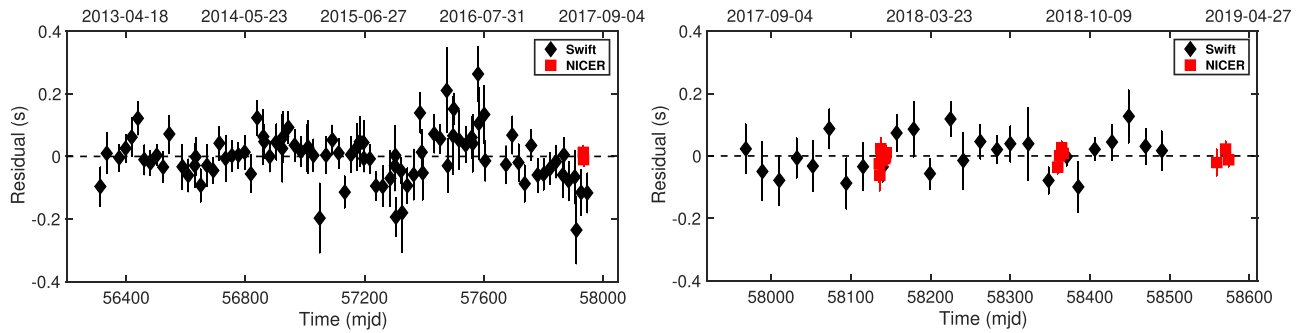 2013-04-18 2014-05-23 2015-06-27 2016-07-31 2017-09-04
0.4
0.2
0
-0.2
-0.4
Residual (s)
Swift
NICER
56400 56800 57200 57600 58000
Time (mjd)
2017-09-04 2018-03-23 2018-10-09 2019-04-27
0.4
0.2
0
-0.2
-0.4
Residual (s)
Swift
NICER
58000 58100 58200 58300 58400 58500 58600
Time (mjd)